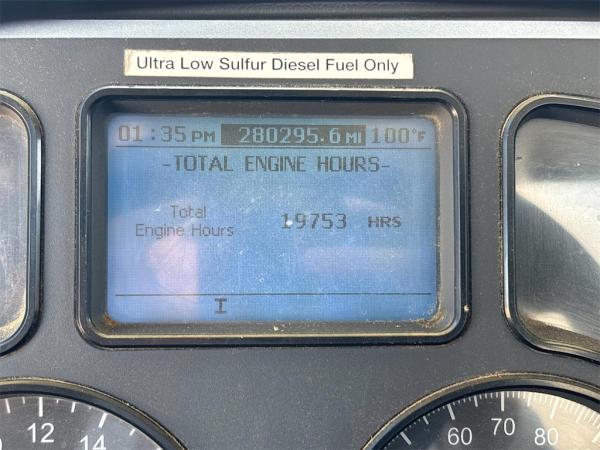 Ultra Low Sulfur Diesel Fuel Only
01:35 PM 280295.6 MI 100°F
-TOTAL ENGINE HOURS-
Total
Engine Hours 19753 HRS
I
12 14
60 70 80